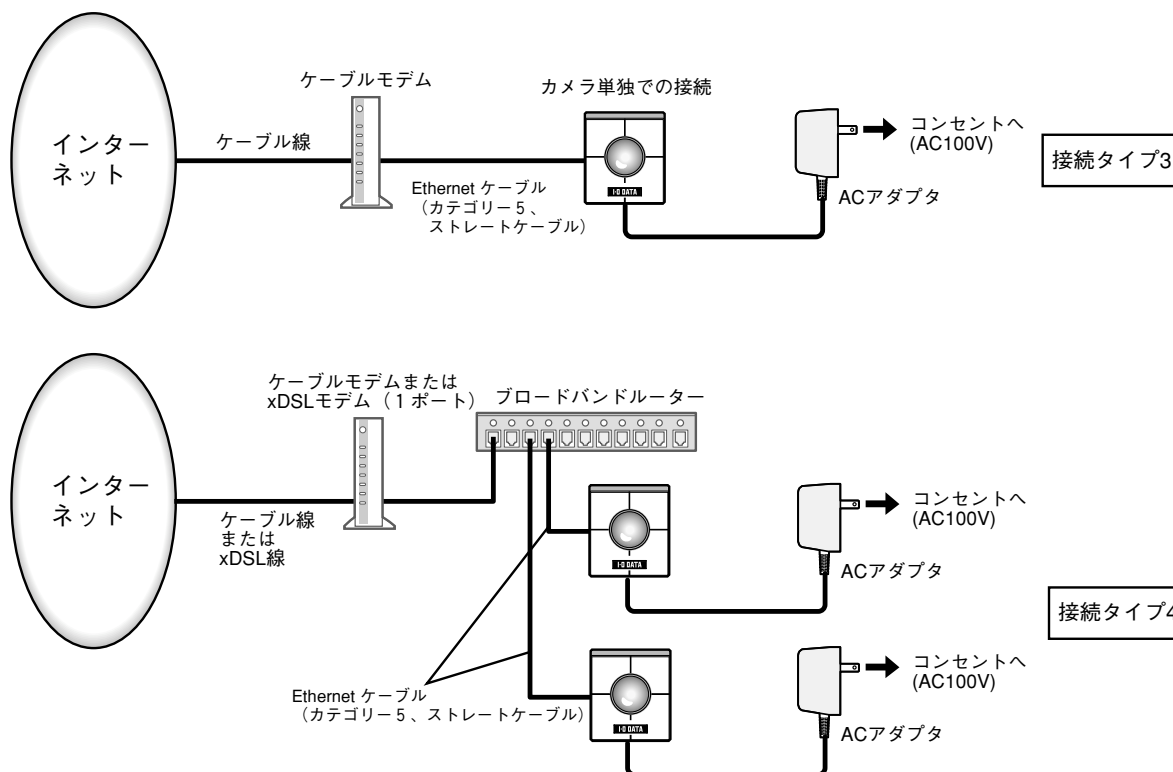 ケーブルモデム
カメラ単独での接続
インター
ネット
ケーブル線
Ethernet ケーブル
（カテゴリー５、
ストレートケーブル）
I-O DATA
コンセントへ
(AC100V)
ACアダプタ
接続タイプ3
ケーブルモデムまたは
xDSLモデム（１ポート）
ブロードバンドルーター
インター
ネット
ケーブル線
または
xDSL線
I-O DATA
コンセントへ
(AC100V)
ACアダプタ
接続タイプ4
Ethernet ケーブル
（カテゴリー５、ストレートケーブル）
I-O DATA
コンセントへ
(AC100V)
ACアダプタ